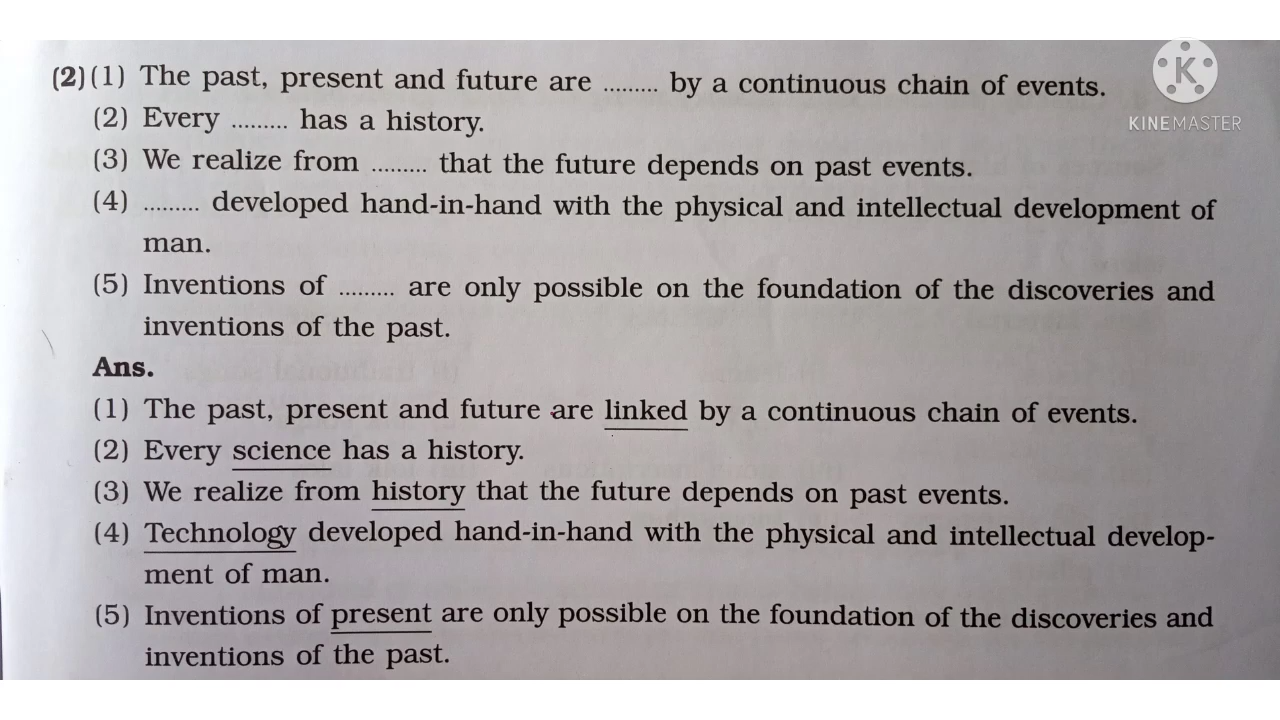 (2)(1) The past, present and future are ......... by a continuous chain of events.
(2) Every ......... has a history.
(3) We realize from ......... that the future depends on past events.
(4) ......... developed hand-in-hand with the physical and intellectual development of
man.
(5) Inventions of ......... are only possible on the foundation of the discoveries and
inventions of the past.
Ans.
(1) The past, present and future are linked by a continuous chain of events.
(2) Every science has a history.
(3) We realize from history that the future depends on past events.
(4) Technology developed hand-in-hand with the physical and intellectual develop-
ment of man.
(5) Inventions of present are only possible on the foundation of the discoveries and
inventions of the past.
K
KINEMASTER